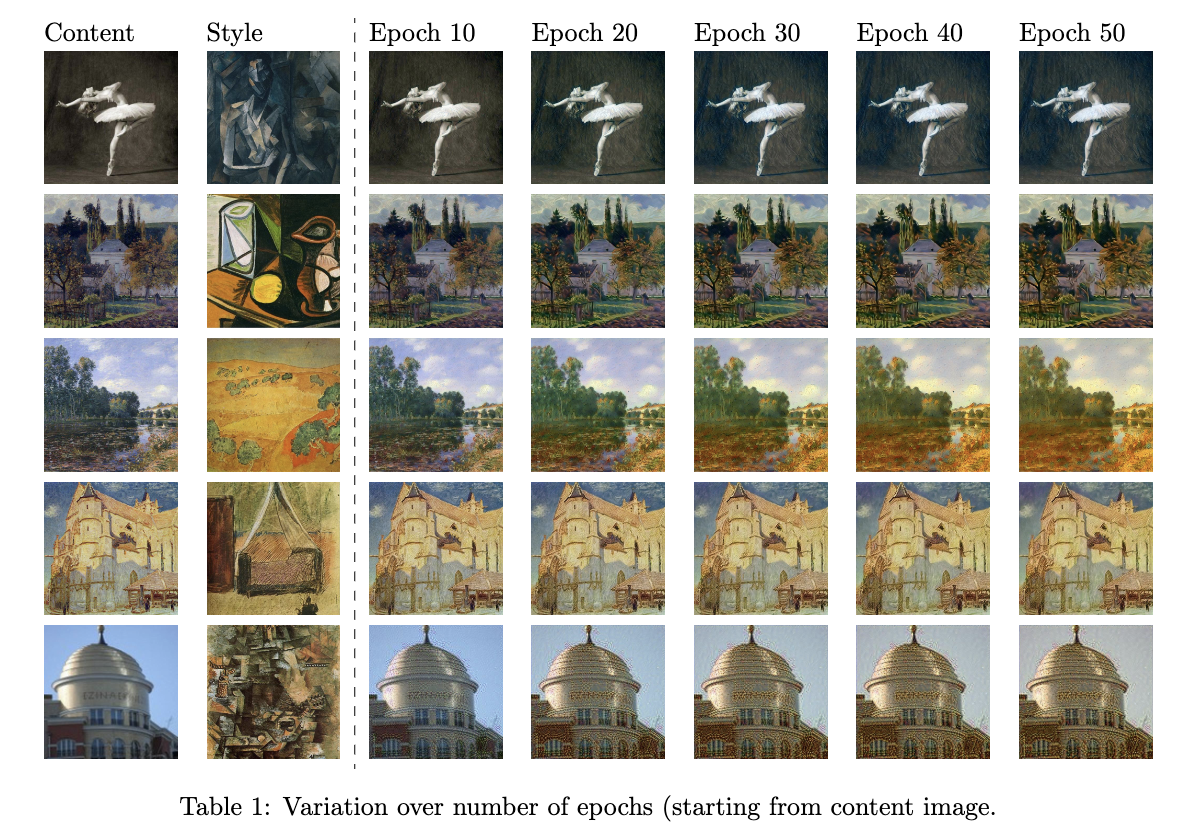 Content Style Epoch 10 Epoch 20 Epoch 30 Epoch 40 Epoch 50
Table 1: Variation over number of epochs (starting from content image.